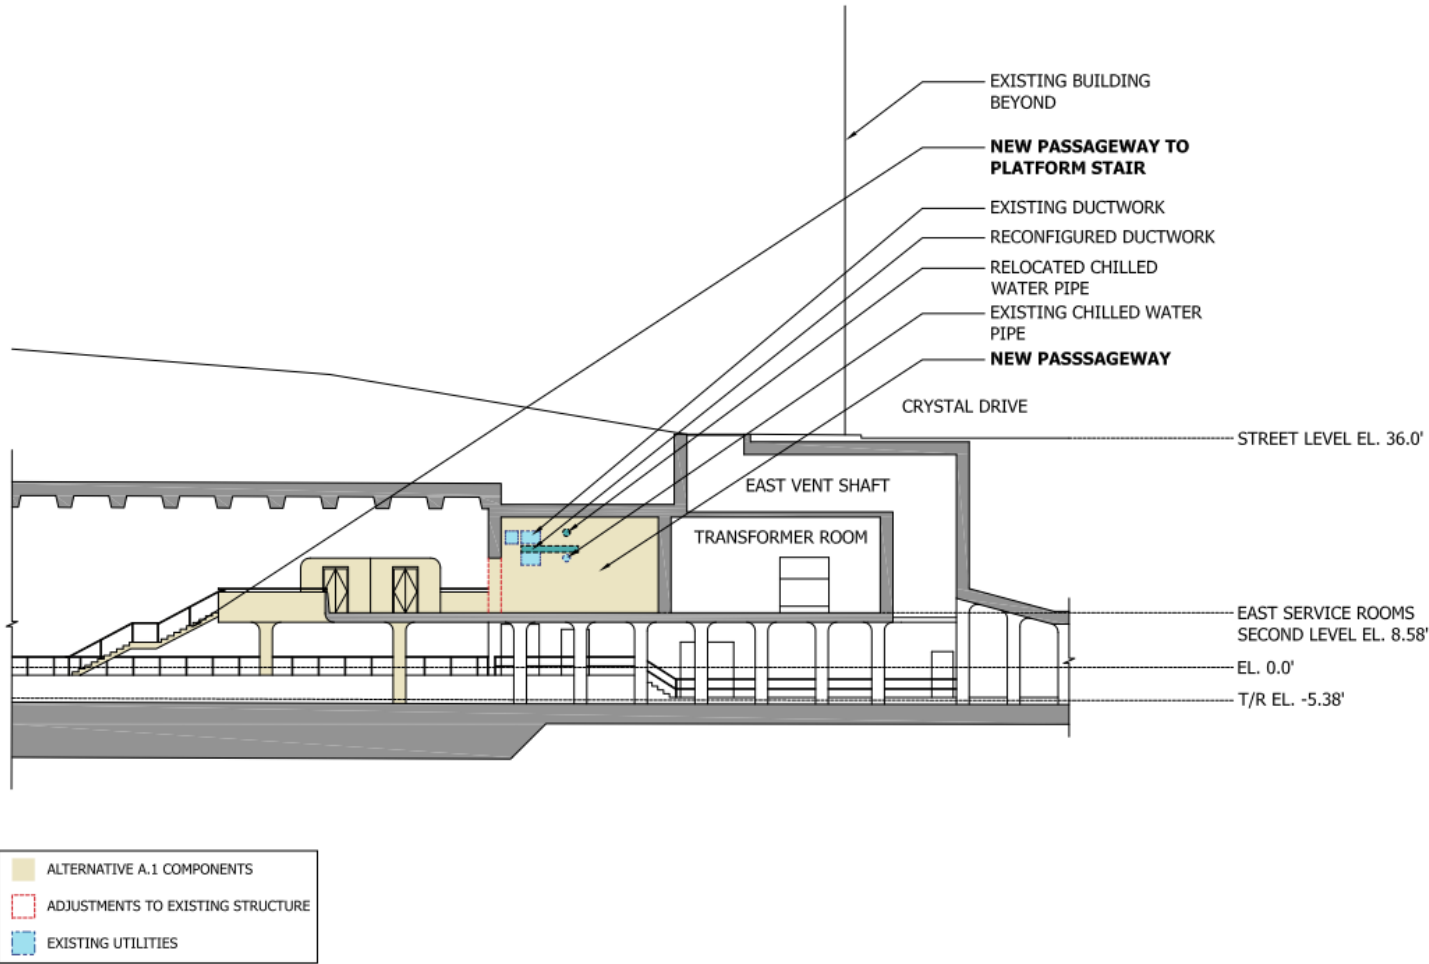 EXISTING BUILDING
BEYOND
NEW PASSAGEWAY TO
PLATFORM STAIR
EXISTING DUCTWORK
RECONFIGURED DUCTWORK
RELOCATED CHILLED
WATER PIPE
EXISTING CHILLED WATER
PIPE
NEW PASSSAGEWAY
CRYSTAL DRIVE
STREET LEVEL EL. 36.0'
EAST VENT SHAFT
TRANSFORMER ROOM
EAST SERVICE ROOMS
SECOND LEVEL EL. 8.58'
EL. 0.0'
T/R EL. -5.38'
ALTERNATIVE A.1 COMPONENTS
ADJUSTMENTS TO EXISTING STRUCTURE
EXISTING UTILITIES